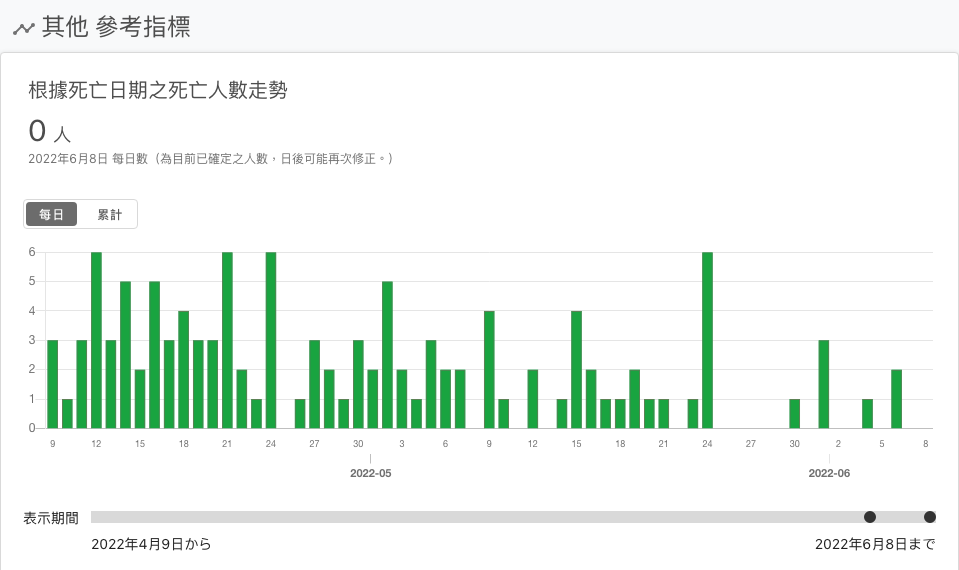 其他 參考指標
根據死亡日期之死亡人數走勢
0 人
2022年6月8日 每日數（為目前已確定之人數，日後可能再次修正。）
每日 累計
6
5
4
3
2
1
0
9 12 15 18 21 24 27 30 3 6 9 12 15 18 21 24 27 30 2 5 8
2022-05 2022-06
表示期間
2022年4月9日から 2022年6月8日まで